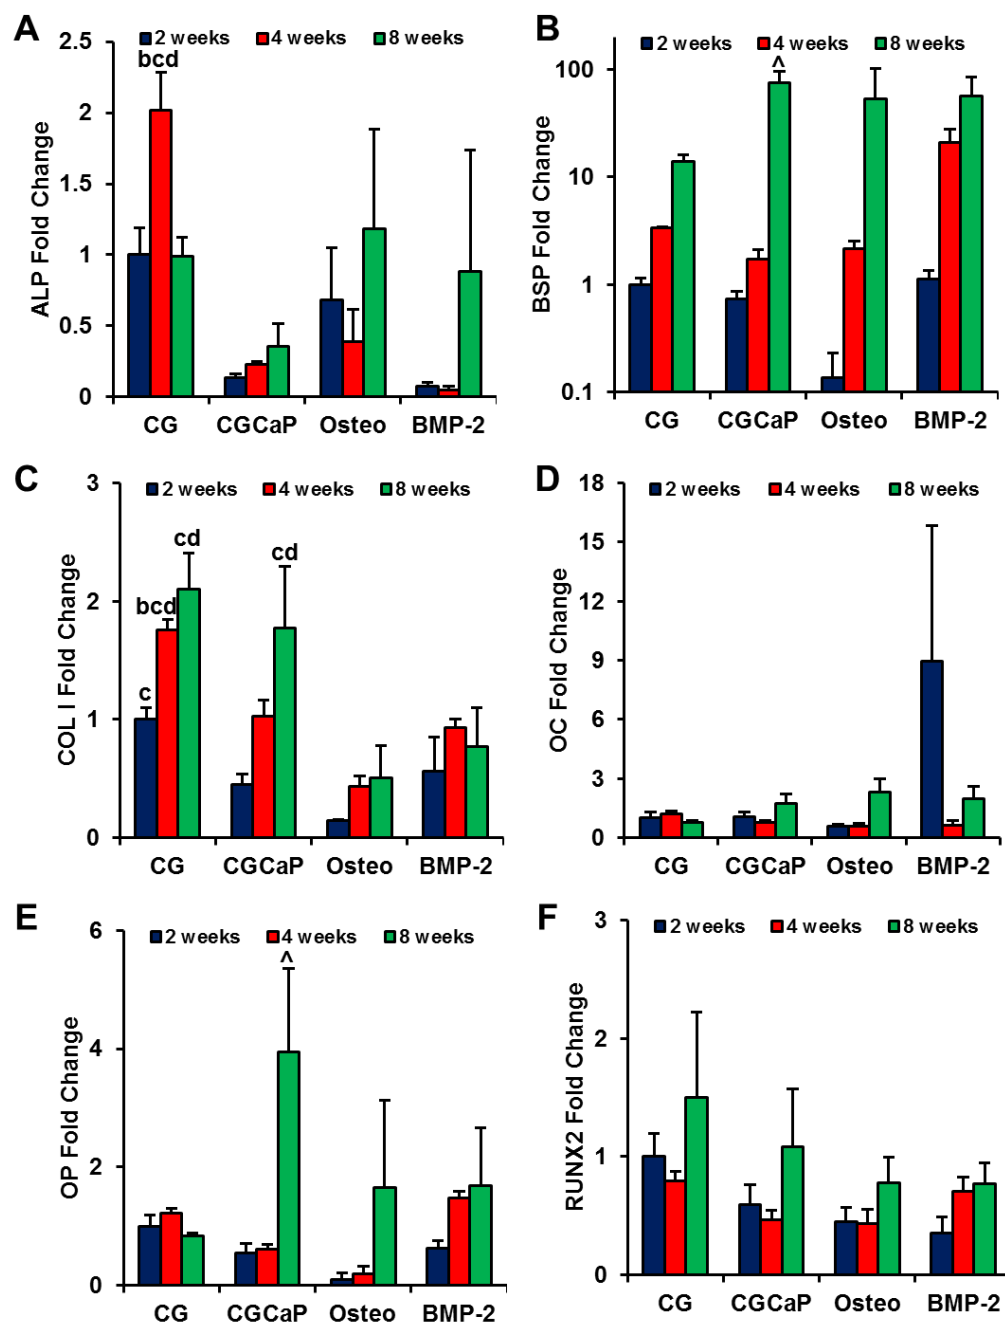 A
2 weeks 4 weeks 8 weeks
2.5
2
1.5
1
0.5
0
ALP Fold Change
bcd
CG CGCaP Osteo BMP-2
B
2 weeks 4 weeks 8 weeks
100
10
1
0.1
BSP Fold Change
^
CG CGCaP Osteo BMP-2
C
2 weeks 4 weeks 8 weeks
3
2
1
0
COL I Fold Change
c
bcd
cd
cd
CG CGCaP Osteo BMP-2
D
2 weeks 4 weeks 8 weeks
18
15
12
9
6
3
0
OC Fold Change
CG CGCaP Osteo BMP-2
E
2 weeks 4 weeks 8 weeks
6
4
2
0
OP Fold Change
^
CG CGCaP Osteo BMP-2
F
2 weeks 4 weeks 8 weeks
3
2
1
0
RUNX2 Fold Change
CG CGCaP Osteo BMP-2